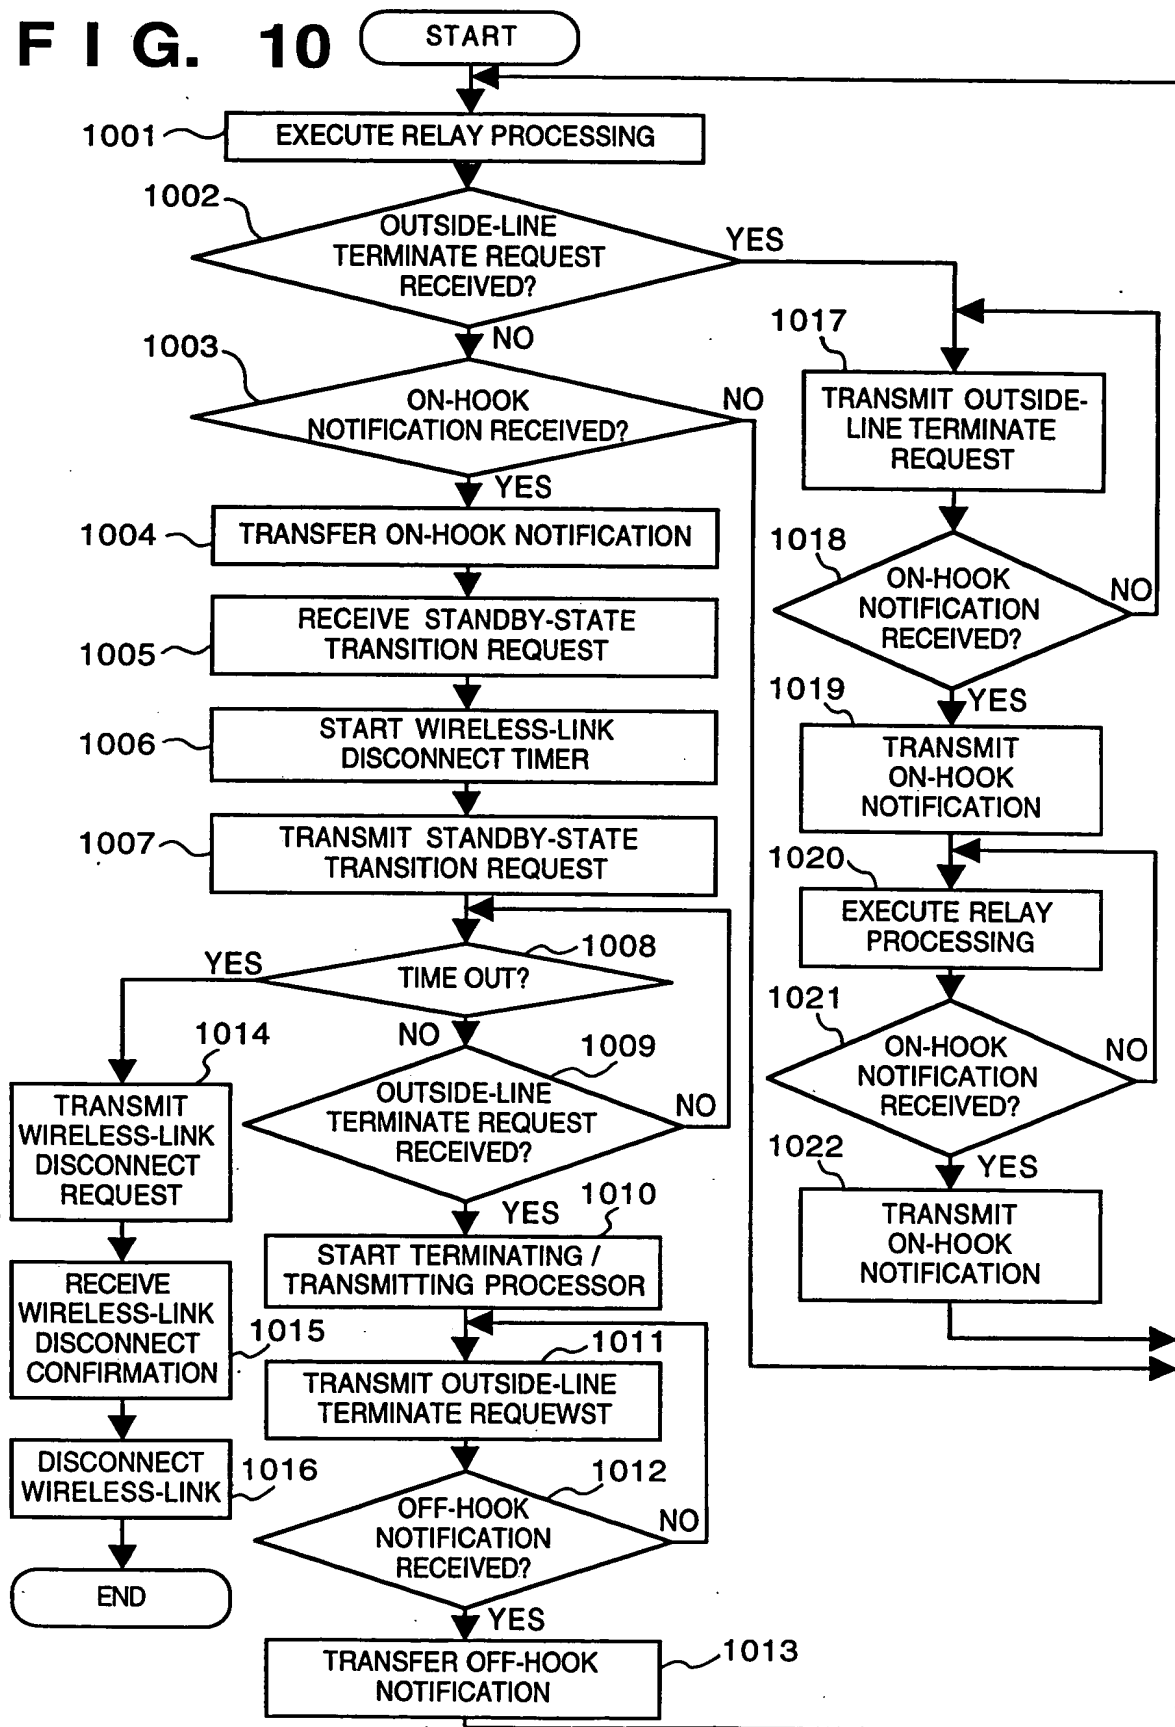 FIG. 10
START
1001
EXECUTE RELAY PROCESSING
1002
OUTSIDE-LINE
TERMINATE REQUEST
RECEIVED?
YES
NO
1003
ON-HOOK
NOTIFICATION RECEIVED?
NO
YES
1004
TRANSFER ON-HOOK NOTIFICATION
1005
RECEIVE STANDBY-STATE
TRANSITION REQUEST
1006
START WIRELESS-LINK
DISCONNECT TIMER
1007
TRANSMIT STANDBY-STATE
TRANSITION REQUEST
1008
TIME OUT?
YES
NO
1009
OUTSIDE-LINE
TERMINATE REQUEST
RECEIVED?
NO
YES
1010
START TERMINATING /
TRANSMITTING PROCESSOR
1011
TRANSMIT OUTSIDE-LINE
TERMINATE REQUEWST
1012
OFF-HOOK
NOTIFICATION
RECEIVED?
NO
YES
1013
TRANSFER OFF-HOOK
NOTIFICATION
1014
TRANSMIT
WIRELESS-LINK
DISCONNECT
REQUEST
RECEIVE
WIRELESS-LINK
DISCONNECT
CONFIRMATION
1015
DISCONNECT
WIRELESS-LINK
1016
END
1017
TRANSMIT OUTSIDE-
LINE TERMINATE
REQUEST
1018
ON-HOOK
NOTIFICATION
RECEIVED?
NO
YES
1019
TRANSMIT
ON-HOOK
NOTIFICATION
1020
EXECUTE RELAY
PROCESSING
1021
ON-HOOK
NOTIFICATION
RECEIVED?
NO
YES
1022
TRANSMIT
ON-HOOK
NOTIFICATION